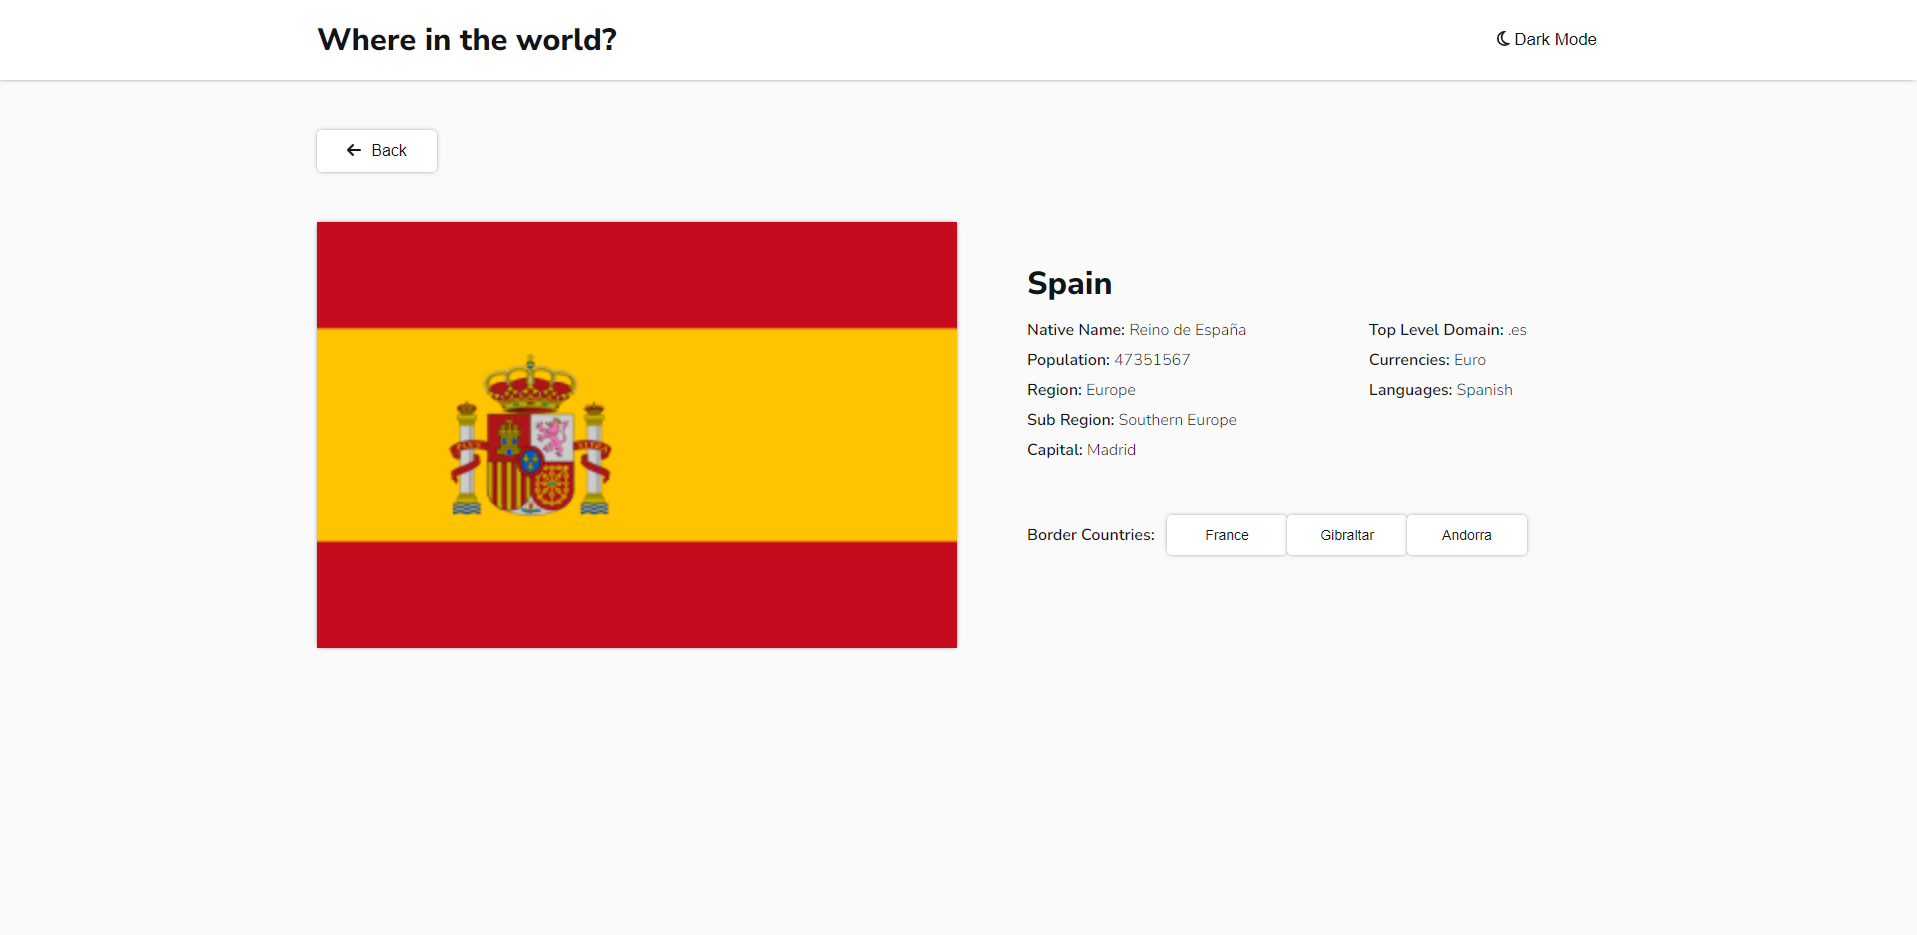 Where in the world?
Dark Mode
Back
Spain
Native Name: Reino de España
Population: 47351567
Region: Europe
Sub Region: Southern Europe
Capital: Madrid
Top Level Domain: .es
Currencies: Euro
Languages: Spanish
Border Countries:
France
Gibraltar
Andorra